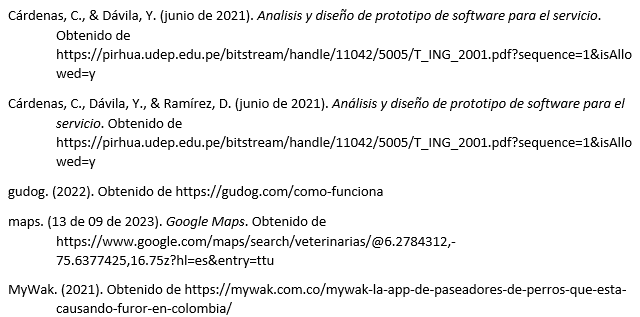 Cárdenas, C., & Dávila, Y. (junio de 2021). Analisis y diseño de prototipo de software para el servicio.
Obtenido de
https://pirhua.udep.edu.pe/bitstream/handle/11042/5005/T_ING_2001.pdf?sequence=1&isAllo
wed=y
Cárdenas, C., Dávila, Y., & Ramírez, D. (junio de 2021). Análisis y diseño de prototipo de software para el
servicio. Obtenido de
https://pirhua.udep.edu.pe/bitstream/handle/11042/5005/T_ING_2001.pdf?sequence=1&isAllo
wed=y
gudog. (2022). Obtenido de https://gudog.com/como-funciona
maps. (13 de 09 de 2023). Google Maps. Obtenido de
https://www.google.com/maps/search/veterinarias/@6.2784312,-
75.6377425,16.75z?hl=es&entry=ttu
MyWak. (2021). Obtenido de https://mywak.com.co/mywak-la-app-de-paseadores-de-perros-que-esta-
causando-furor-en-colombia/